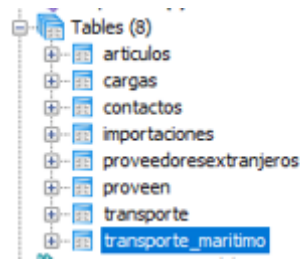 Tables (8)
articulos
cargas
contactos
importaciones
proveedoresextranjeros
proveen
transporte
transporte_maritimo